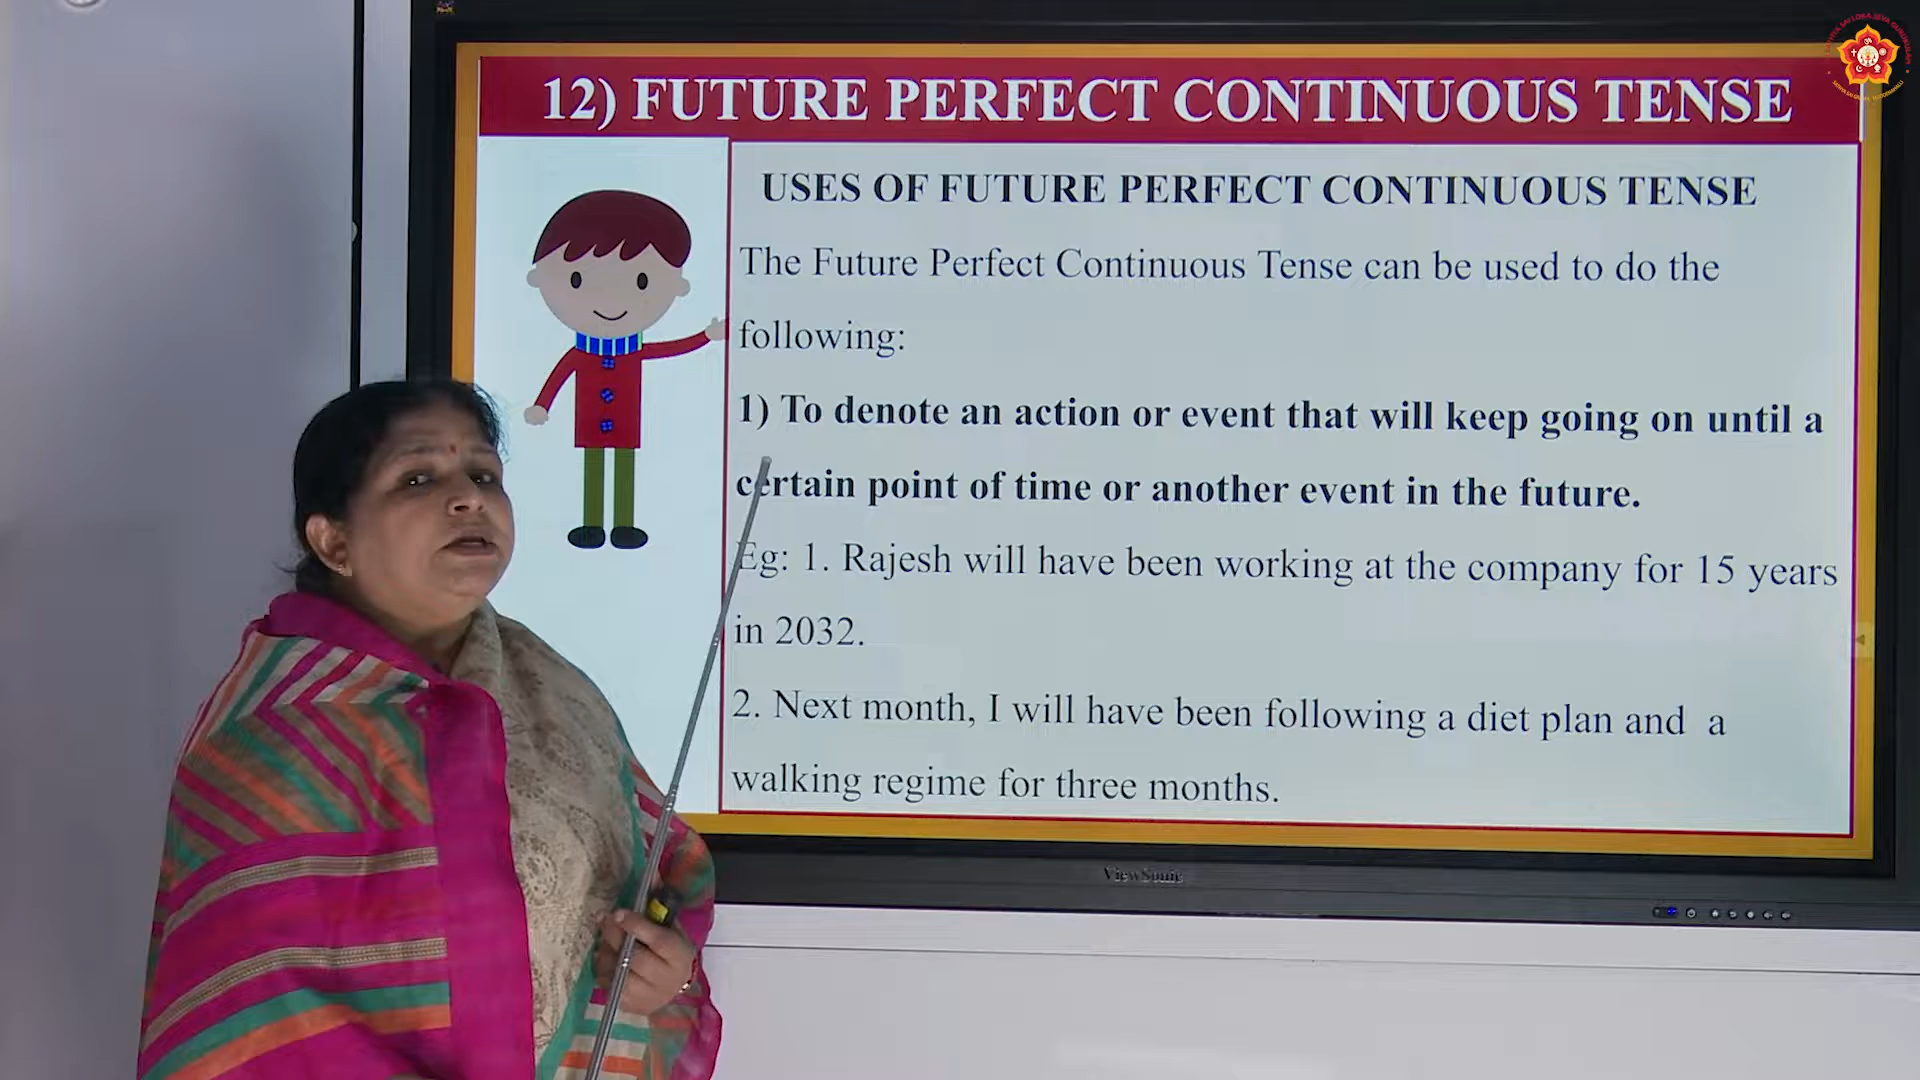 12) FUTURE PERFECT CONTINUOUS TENSE
USES OF FUTURE PERFECT CONTINUOUS TENSE
The Future Perfect Continuous Tense can be used to do the
following:
1) To denote an action or event that will keep going on until a
certain point of time or another event in the future.
Eg: 1. Rajesh will have been working at the company for 15 years
in 2032.
2. Next month, I will have been following a diet plan and a
walking regime for three months.
ViewSonic